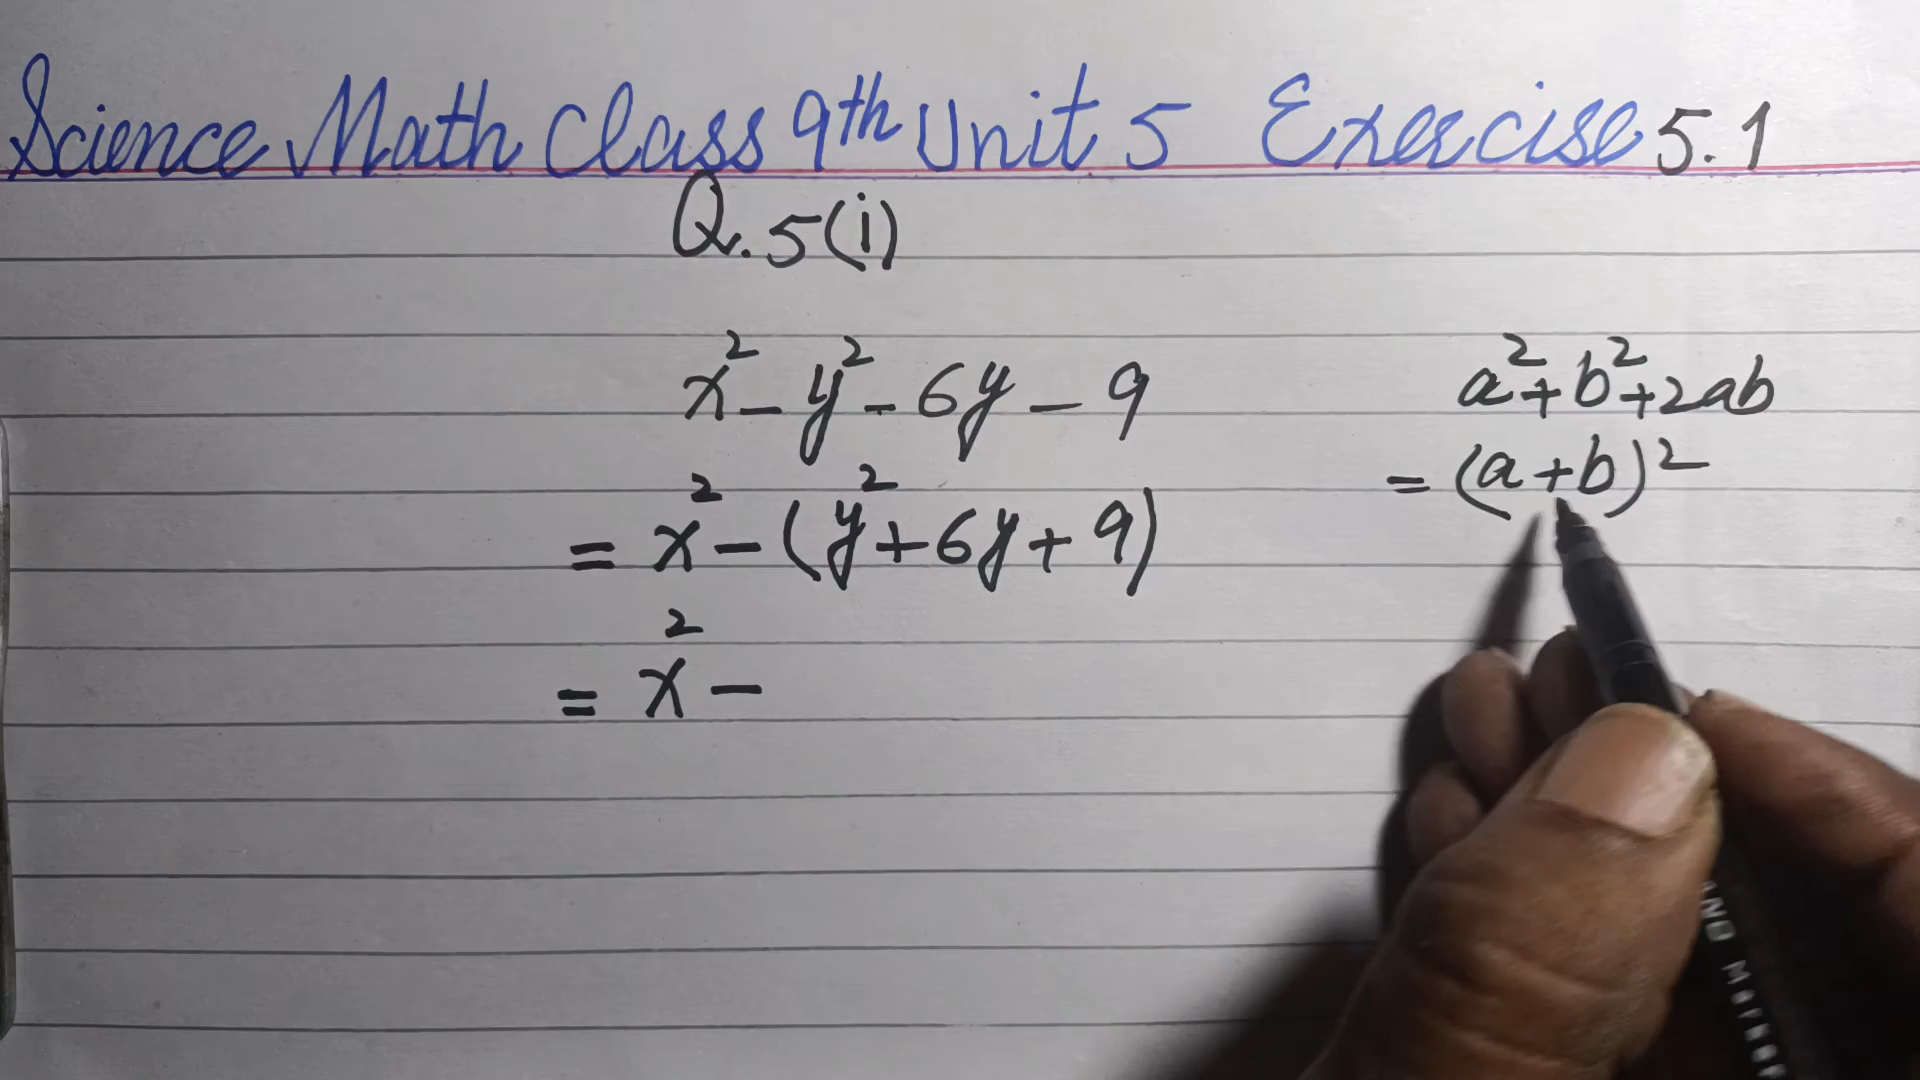 Science Math Class 9th Unit 5 Exercise 5.1
Q.5(i)
x² - y² - 6y - 9
= x² - (y² + 6y + 9)
= x² -
a² + b² + 2ab
= (a + b)²